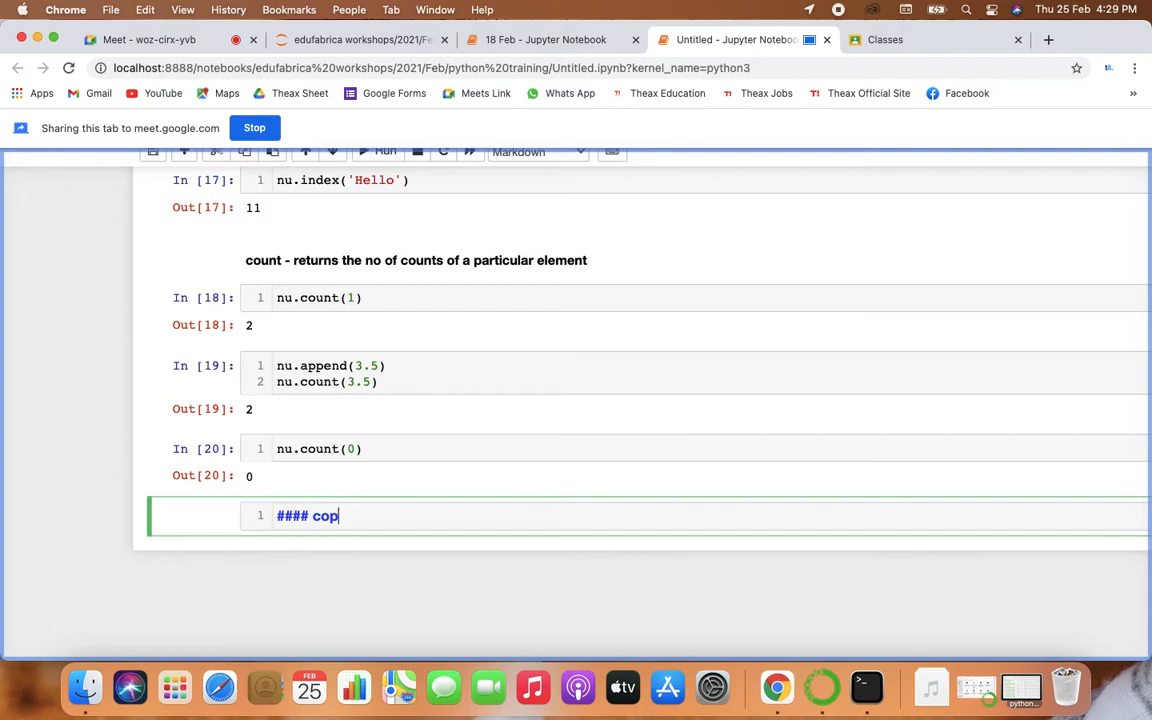 Chrome File Edit View History Bookmarks People Tab Window Help Thu 25 Feb 4:29 PM
Meet - woz-cirx-yvb edufabrica workshops/2021/Fe 18 Feb - Jupyter Notebook Untitled - Jupyter Noteboo Classes
localhost:8888/notebooks/edufabrica%20workshops/2021/Feb/python%20training/Untitled.ipynb?kernel_name=python3
Apps Gmail YouTube Maps Theax Sheet Google Forms Meets Link Whats App Theax Education Theax Jobs Theax Official Site Facebook
Sharing this tab to meet.google.com Stop
Run Markdown
In [17]: 1 nu.index('Hello')
Out[17]: 11
count - returns the no of counts of a particular element
In [18]: 1 nu.count(1)
Out[18]: 2
In [19]: 1 nu.append(3.5)
2 nu.count(3.5)
Out[19]: 2
In [20]: 1 nu.count(0)
Out[20]: 0
1 #### cop
FEB
25
tv
python...